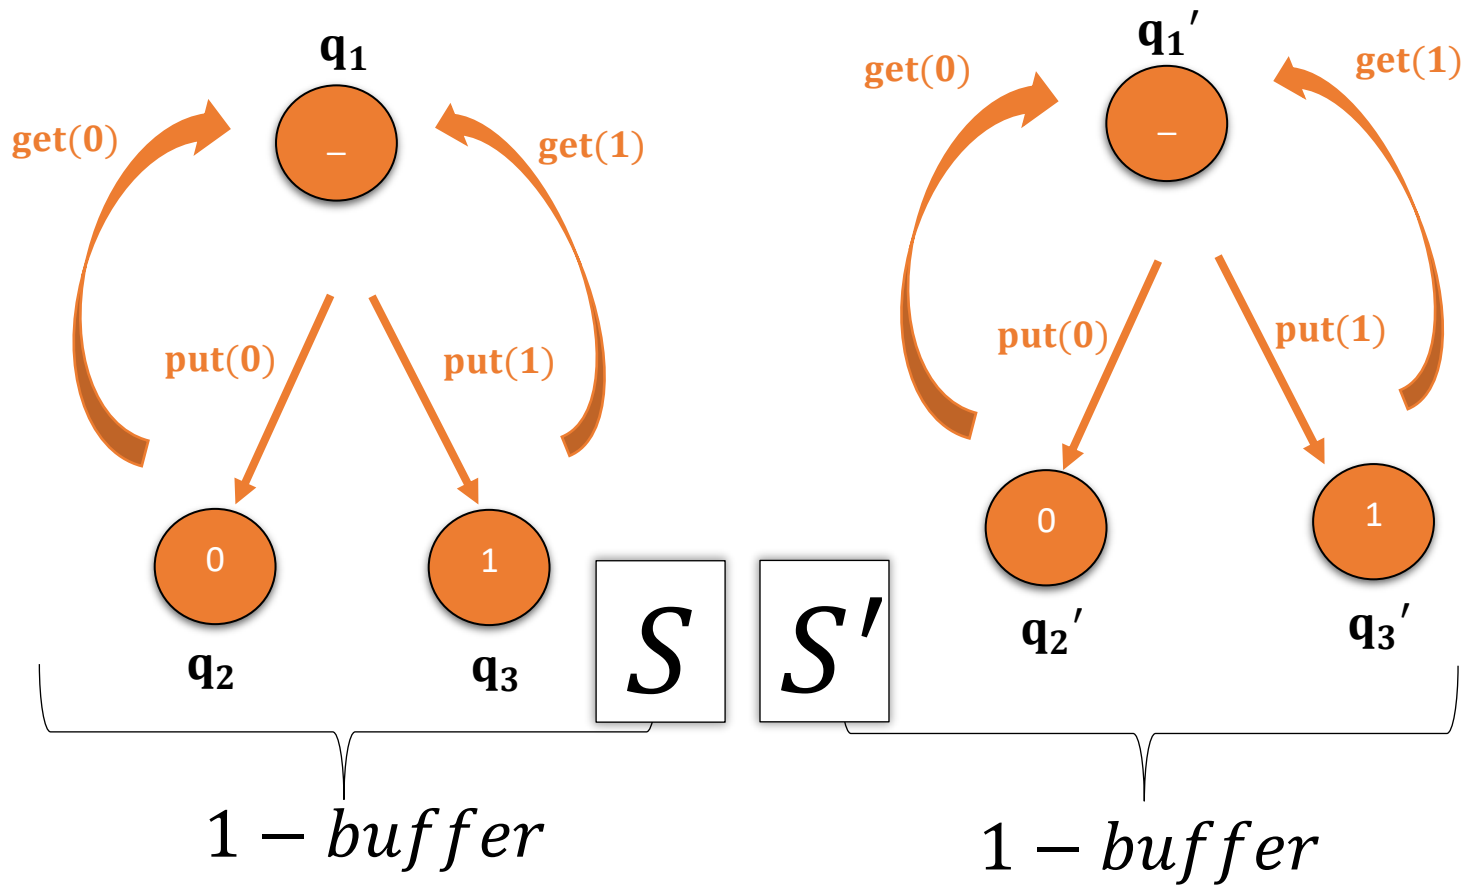 q₁
get(0)
get(1)
_
put(0)
put(1)
0
1
q₂
q₃
S
1 − buffer
q₁′
get(0)
get(1)
_
put(0)
put(1)
0
1
q₂′
q₃′
S′
1 − buffer